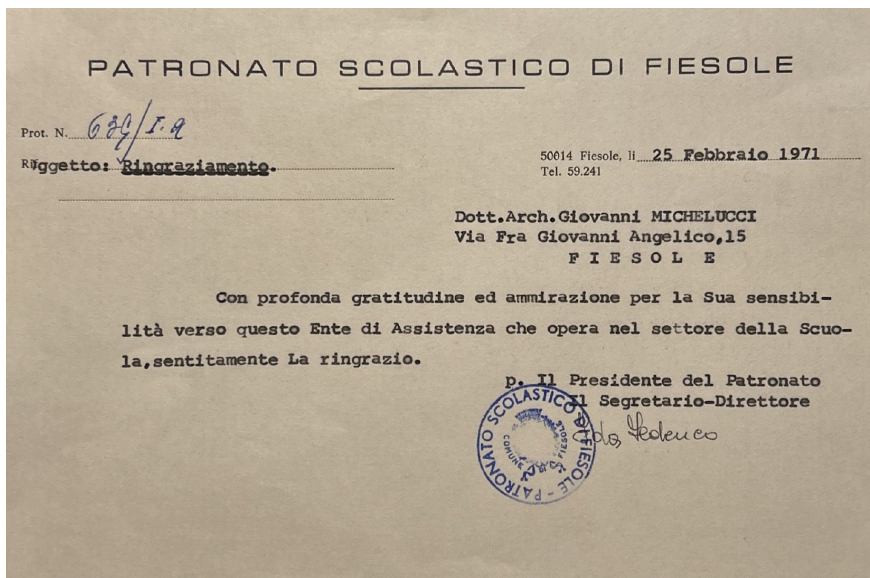 PATRONATO SCOLASTICO DI FIESOLE
Prot. N. 639/I.a
Oggetto: Ringraziamento.
50014 Fiesole, li 25 Febbraio 1971
Tel. 59.241
Dott.Arch.Giovanni MICHELUCCI
Via Fra Giovanni Angelico,15
F I E S O L E
Con profonda gratitudine ed ammirazione per la Sua sensibi-
lità verso questo Ente di Assistenza che opera nel settore della Scuo-
la,sentitamente La ringrazio.
p. Il Presidente del Patronato
Il Segretario-Direttore
PATRONATO SCOLASTICO DI FIESOLE
COMUNE FIESOLE